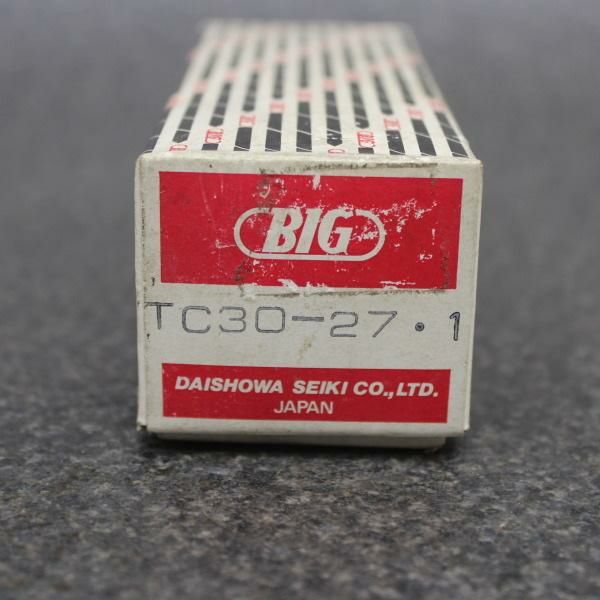 BIG
TC30-27·1
DAISHOWA SEIKI CO.,LTD.
JAPAN